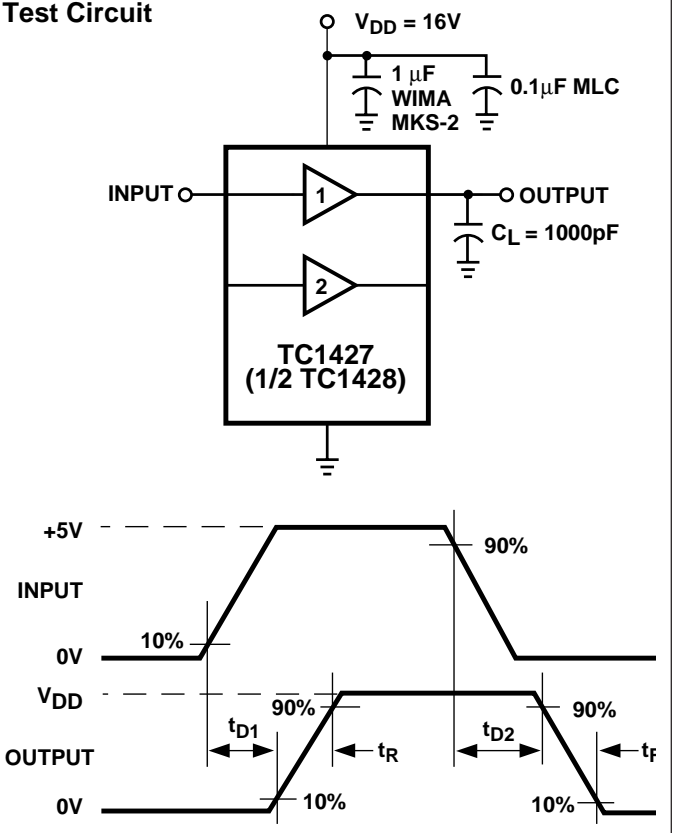 Test Circuit
VDD = 16V
1 µF
WIMA
MKS-2
0.1µF MLC
INPUT
1
OUTPUT
CL = 1000pF
2
TC1427
(1/2 TC1428)
+5V
90%
INPUT
10%
0V
VDD
90%
tD1
tR
tD2
90%
OUTPUT
0V
10%
10%